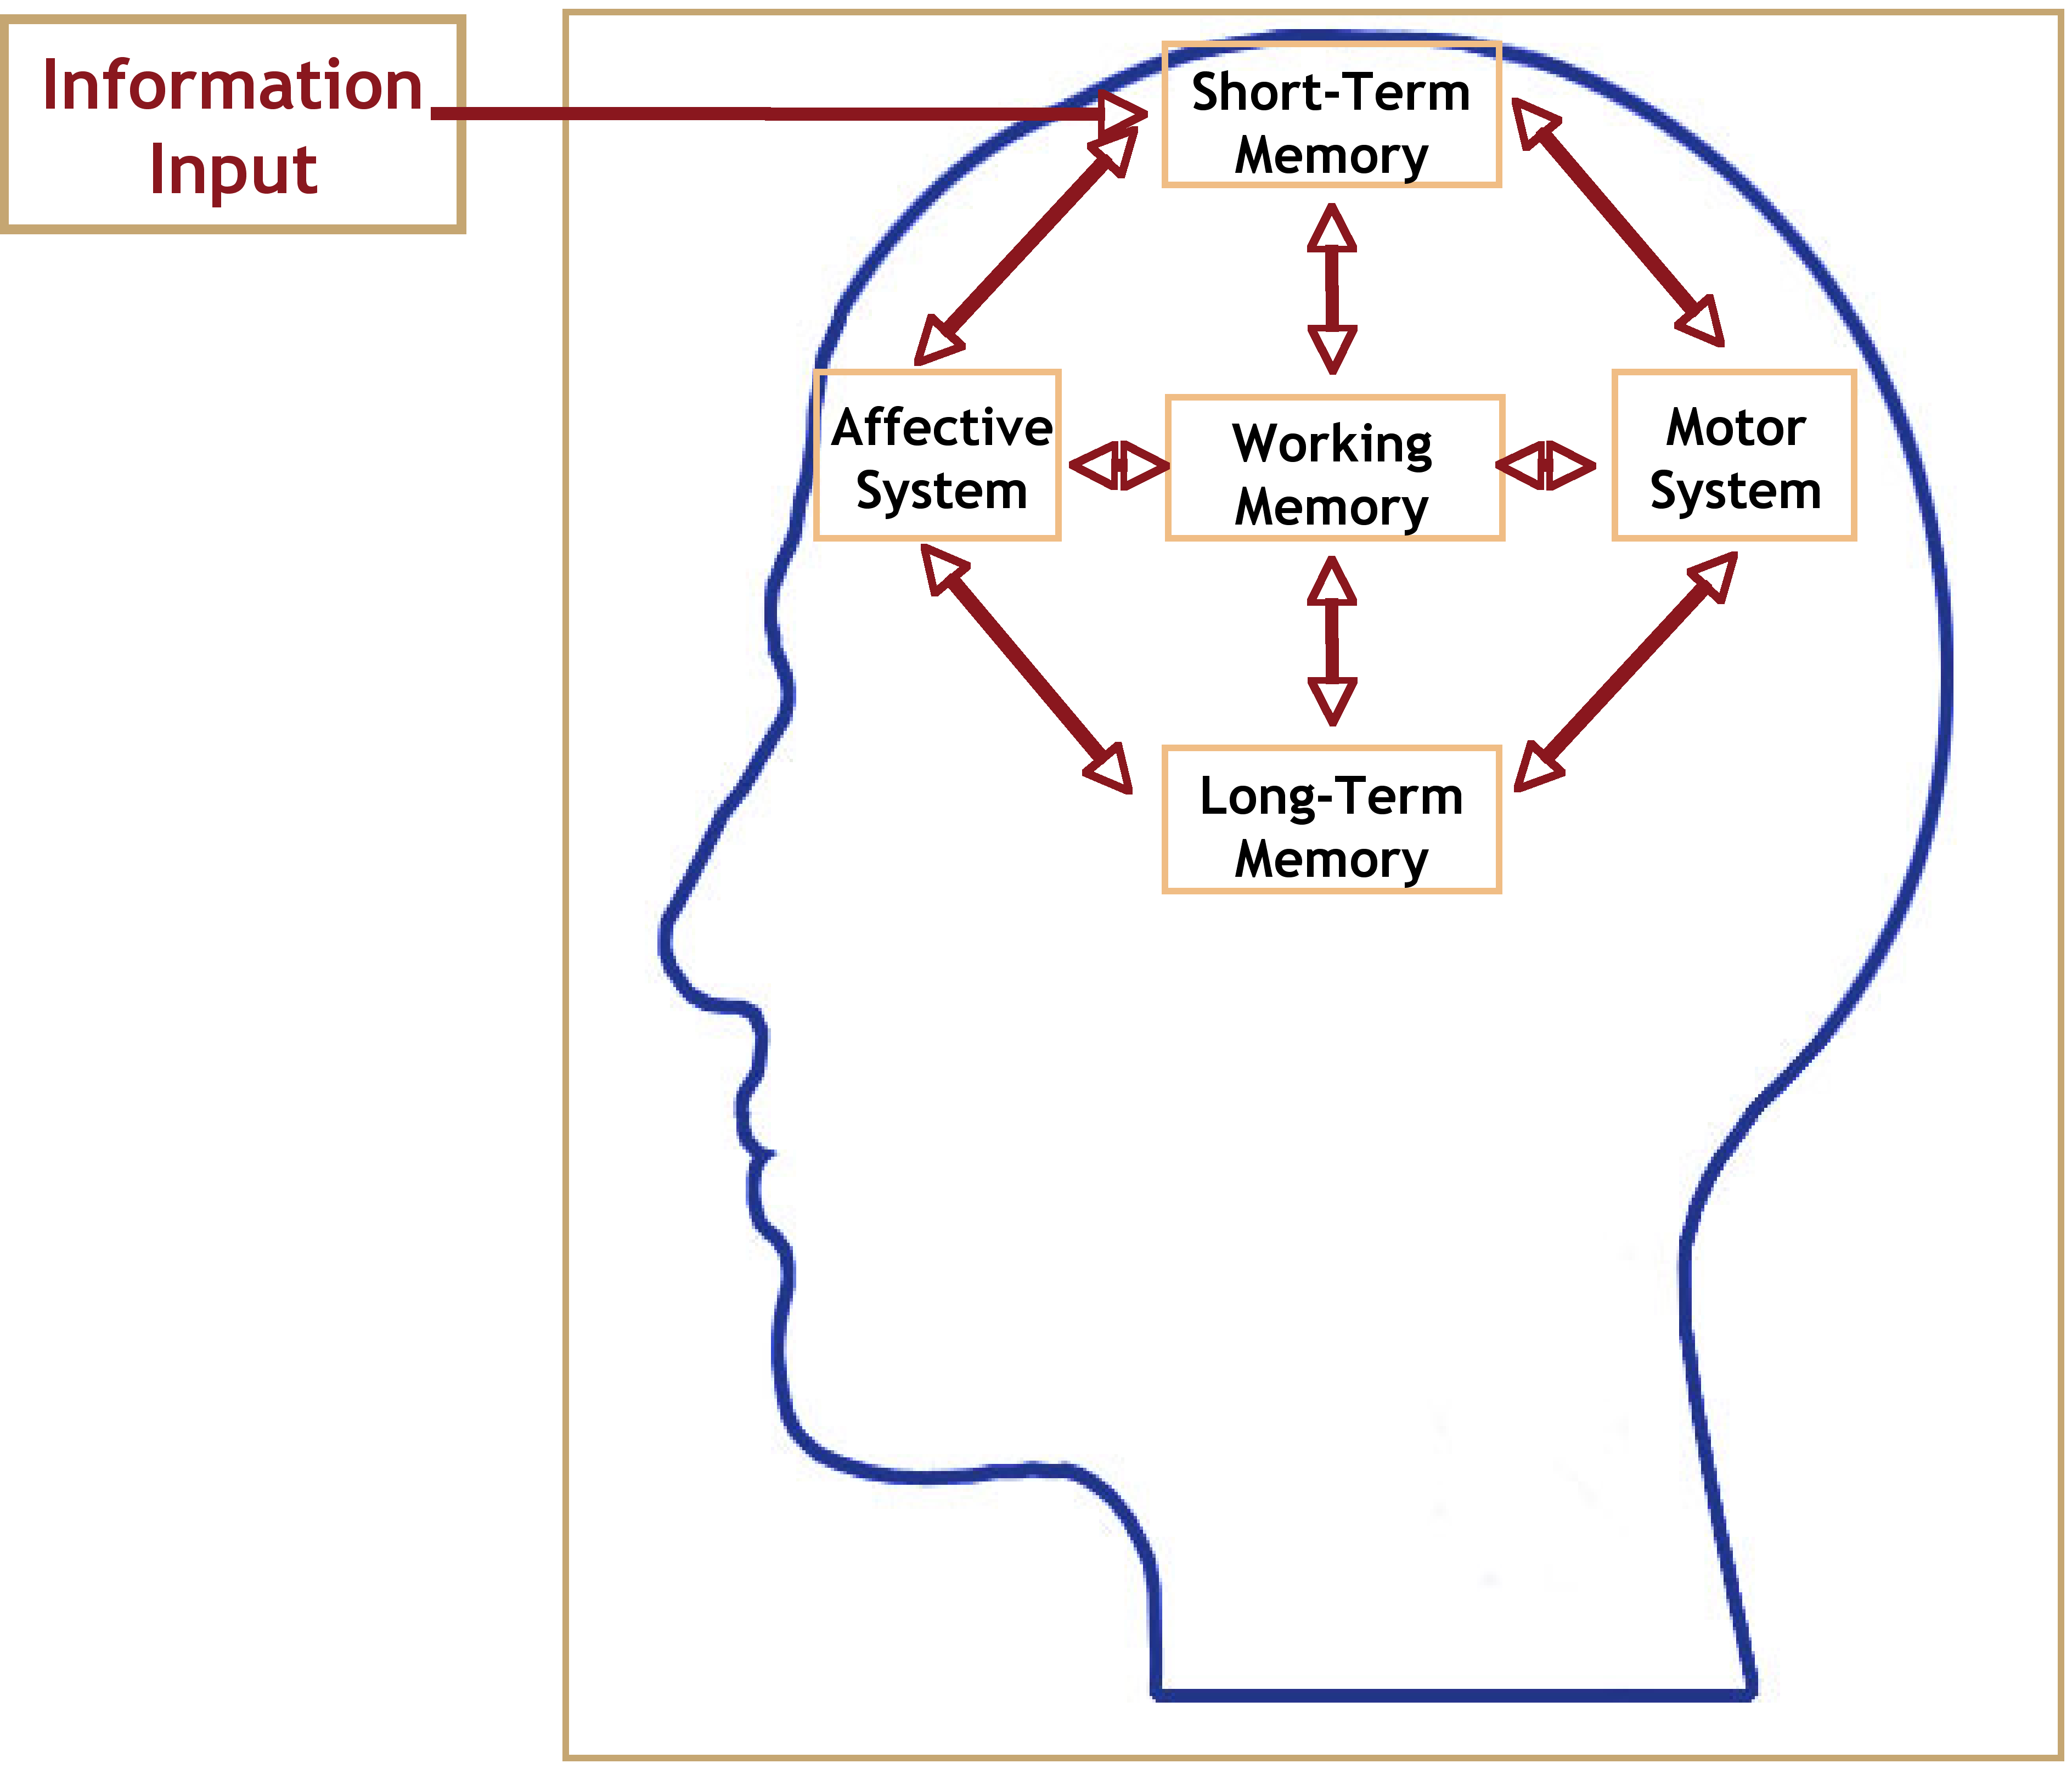 Information
Input
Short-Term
Memory
Affective
System
Working
Memory
Motor
System
Long-Term
Memory